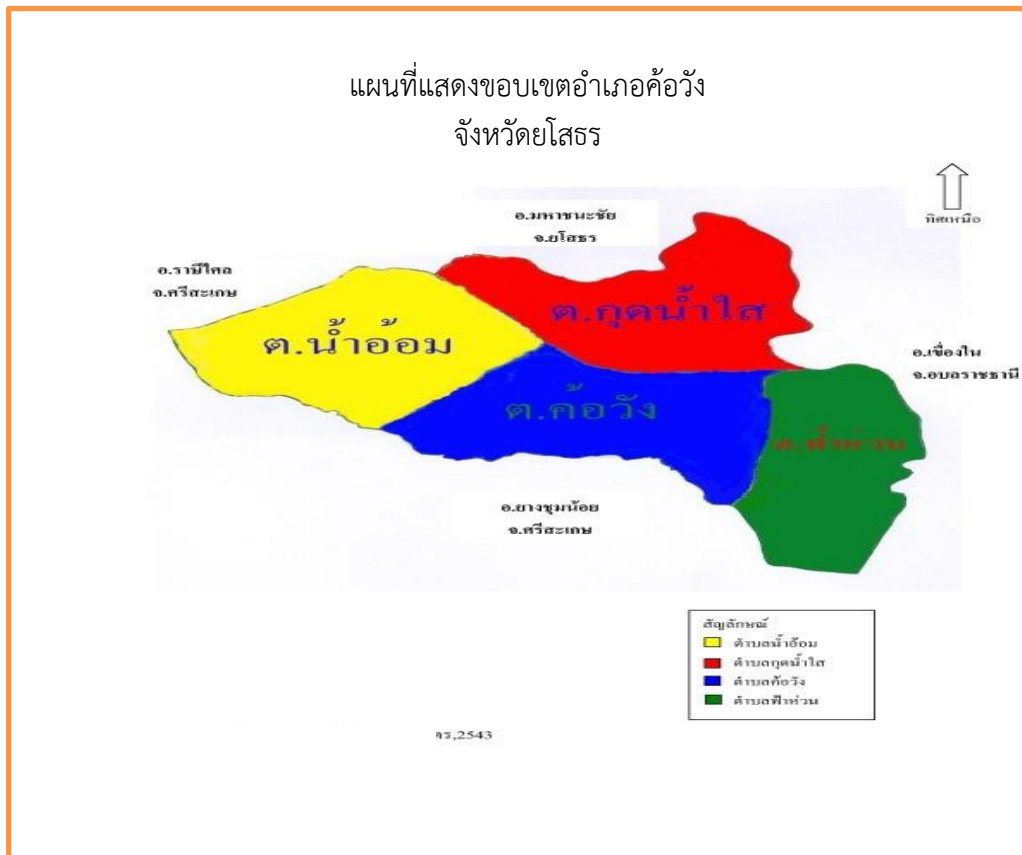 แผนที่แสดงขอบเขตอำเภอค้อวัง
จังหวัดยโสธร
ทิศเหนือ
อ.มหาชนะชัย
จ.ยโสธร
อ.ราษีไศล
จ.ศรีสะเกษ
ต.กุดน้ำใส
ต.น้ำอ้อม
อ.เขื่องใน
จ.อุบลราชธานี
ต.ค้อวัง
ต.ฟ้าห่วน
อ.ยางชุมน้อย
จ.ศรีสะเกษ
สัญลักษณ์
ตำบลน้ำอ้อม
ตำบลกุดน้ำใส
ตำบลค้อวัง
ตำบลฟ้าห่วน
,2543